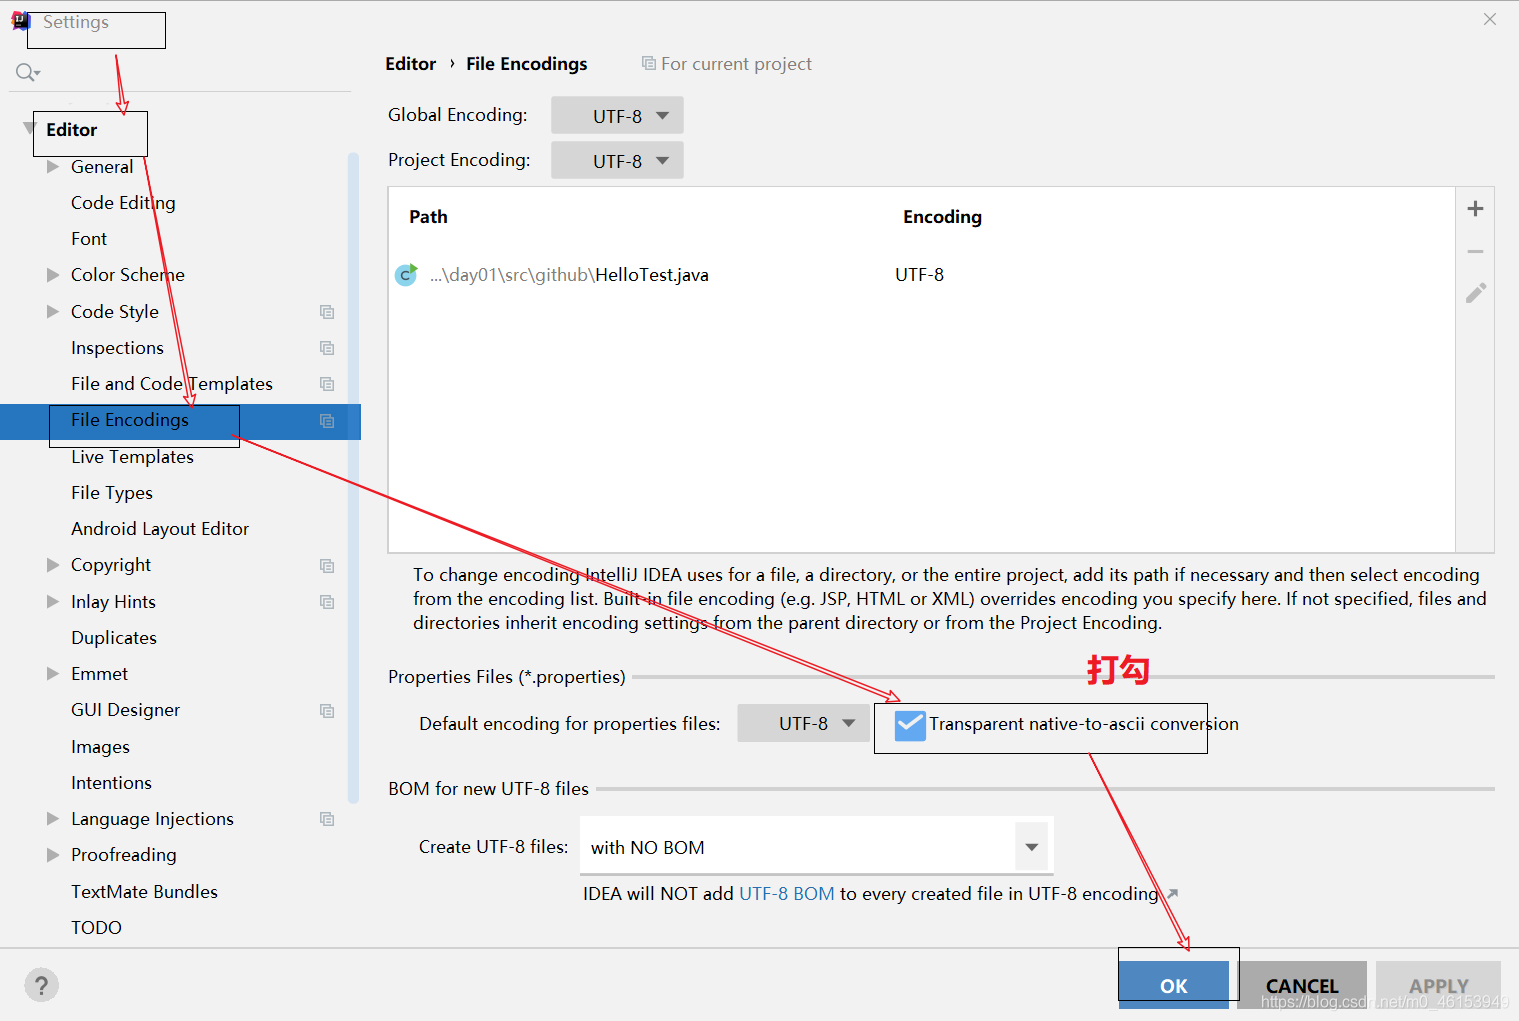 Settings
Editor
General
Code Editing
Font
Color Scheme
Code Style
Inspections
File and Code Templates
File Encodings
Live Templates
File Types
Android Layout Editor
Copyright
Inlay Hints
Duplicates
Emmet
GUI Designer
Images
Intentions
Language Injections
Proofreading
TextMate Bundles
TODO
Editor › File Encodings For current project
Global Encoding: UTF-8
Project Encoding: UTF-8
Path Encoding
C ...\day01\src\github\HelloTest.java UTF-8
To change encoding IntelliJ IDEA uses for a file, a directory, or the entire project, add its path if necessary and then select encoding
from the encoding list. Built-in file encoding (e.g. JSP, HTML or XML) overrides encoding you specify here. If not specified, files and
directories inherit encoding settings from the parent directory or from the Project Encoding.
打勾
Properties Files (*.properties)
Default encoding for properties files: UTF-8 Transparent native-to-ascii conversion
BOM for new UTF-8 files
Create UTF-8 files: with NO BOM
IDEA will NOT add UTF-8 BOM to every created file in UTF-8 encoding
? OK CANCEL APPLY
https://blog.csdn.net/m0_46153949